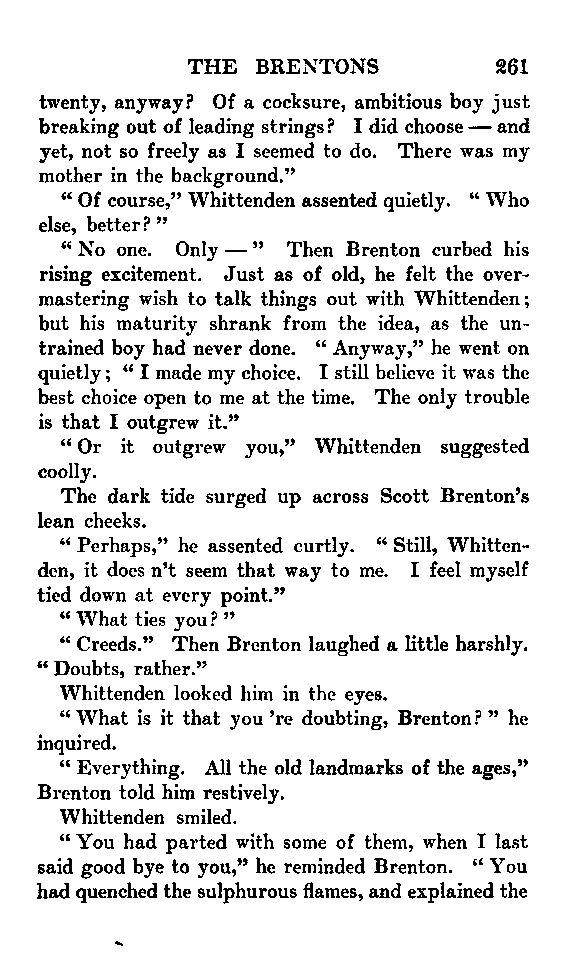 THE BRENTONS 261
twenty, anyway? Of a cocksure, ambitious boy just
breaking out of leading strings? I did choose — and
yet, not so freely as I seemed to do. There was my
mother in the background.”
“ Of course,” Whittenden assented quietly. “ Who
else, better? ”
“ No one. Only — ” Then Brenton curbed his
rising excitement. Just as of old, he felt the over-
mastering wish to talk things out with Whittenden;
but his maturity shrank from the idea, as the un-
trained boy had never done. “ Anyway,” he went on
quietly; “ I made my choice. I still believe it was the
best choice open to me at the time. The only trouble
is that I outgrew it.”
“ Or it outgrew you,” Whittenden suggested
coolly.
The dark tide surged up across Scott Brenton’s
lean cheeks.
“ Perhaps,” he assented curtly. “ Still, Whitten-
den, it does n’t seem that way to me. I feel myself
tied down at every point.”
“ What ties you? ”
“ Creeds.” Then Brenton laughed a little harshly.
“ Doubts, rather.”
Whittenden looked him in the eyes.
“ What is it that you ’re doubting, Brenton? ” he
inquired.
“ Everything. All the old landmarks of the ages,”
Brenton told him restively.
Whittenden smiled.
“ You had parted with some of them, when I last
said good bye to you,” he reminded Brenton. “ You
had quenched the sulphurous flames, and explained the